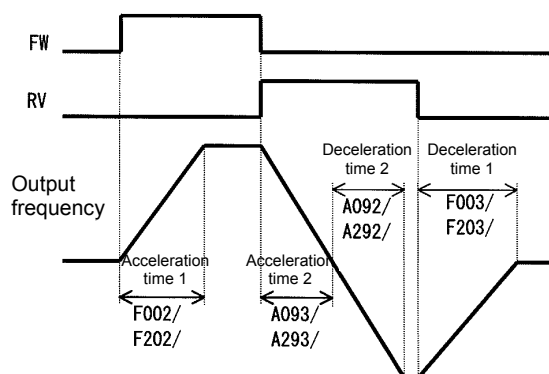 FW
RV
Output
frequency
Deceleration
time 2
A092/
A292/
Deceleration
time 1
F003/
F203/
Acceleration
time 1
F002/
F202/
Acceleration
time 2
A093/
A293/